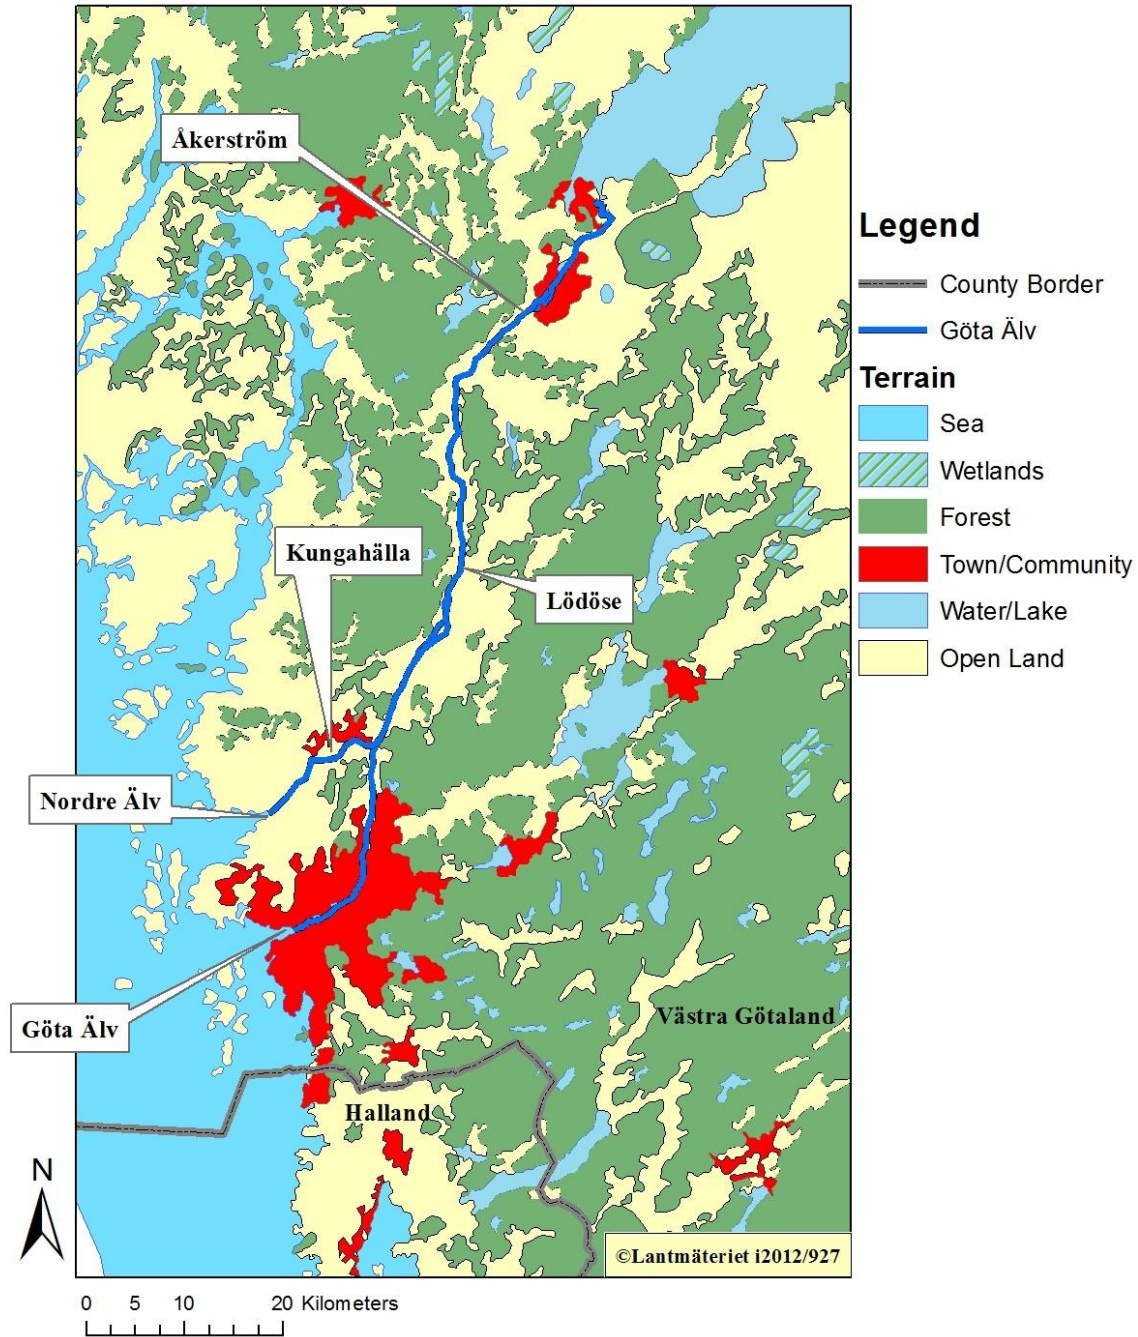 Åkerström
Kungahälla
Lödöse
Nordre Älv
Göta Älv
Västra Götaland
Halland
©Lantmäteriet i2012/927
N
0 5 10 20 Kilometers
Legend
County Border
Göta Älv
Terrain
Sea
Wetlands
Forest
Town/Community
Water/Lake
Open Land